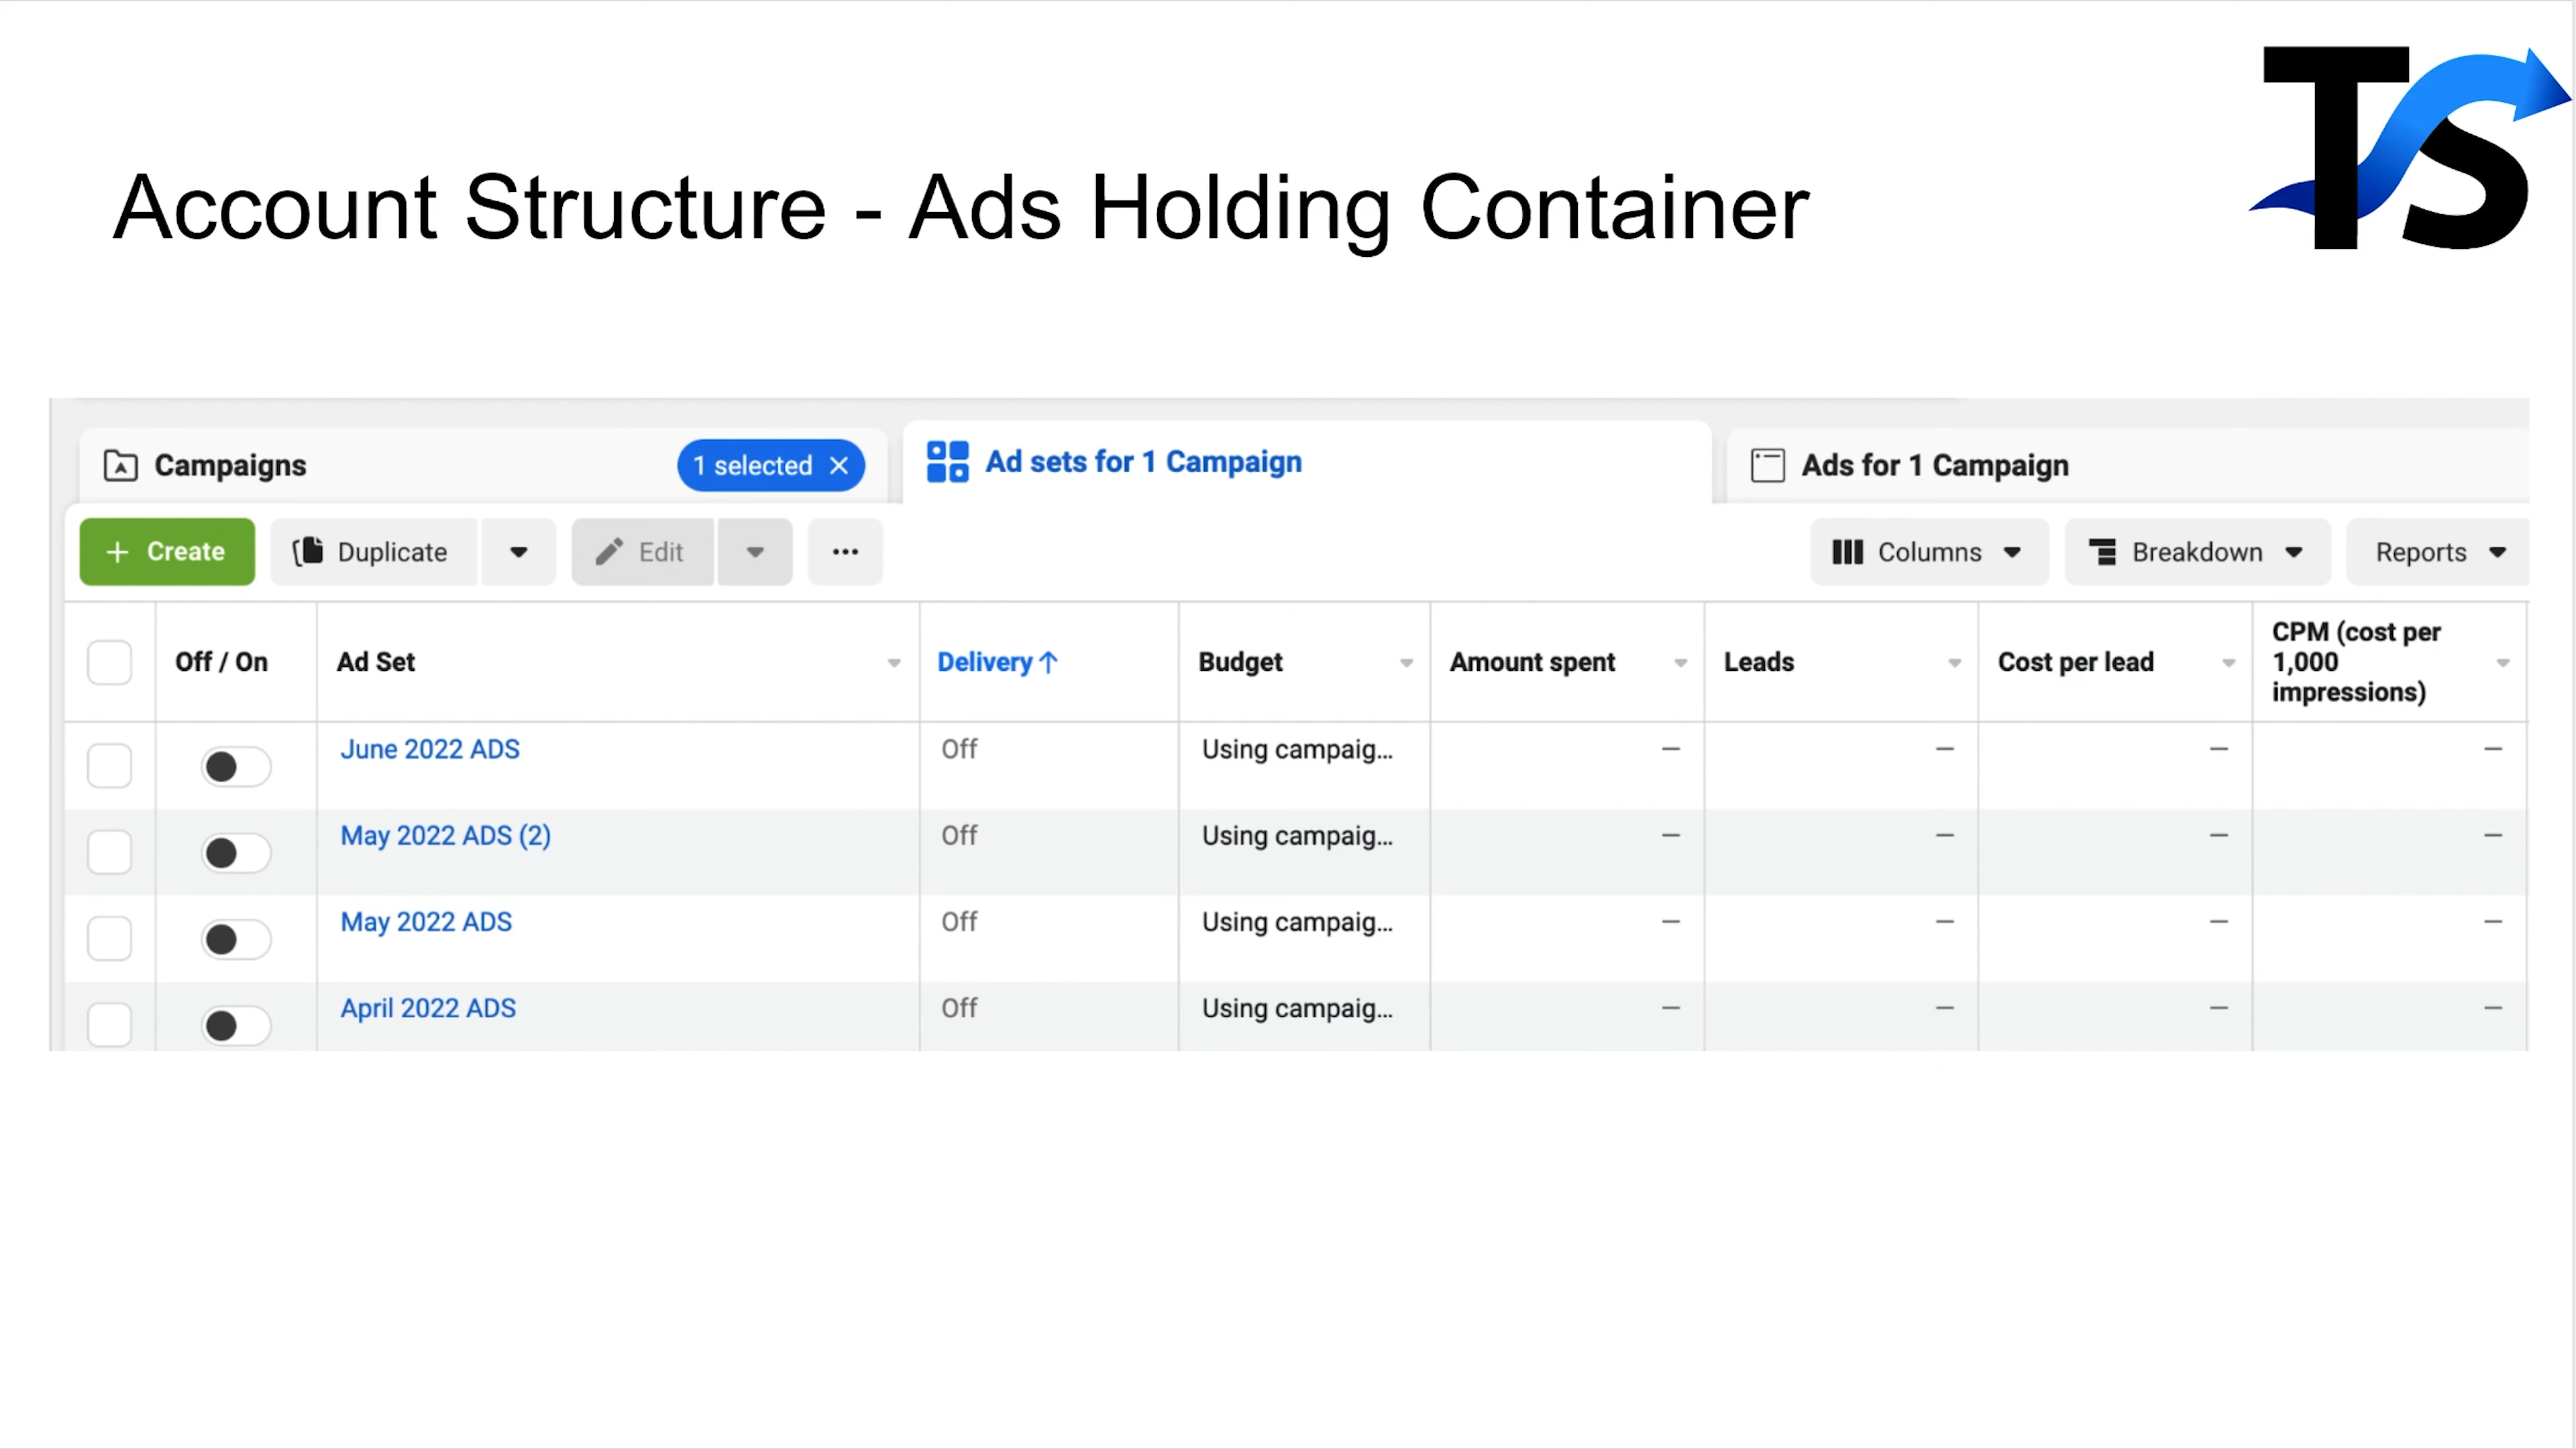 TS
Account Structure - Ads Holding Container
Campaigns 1 selected Ad sets for 1 Campaign Ads for 1 Campaign
+ Create Duplicate Edit ... Columns Breakdown Reports
Off / On Ad Set Delivery ↑ Budget Amount spent Leads Cost per lead CPM (cost per
1,000
impressions)
June 2022 ADS Off Using campaig... — — — —
May 2022 ADS (2) Off Using campaig... — — — —
May 2022 ADS Off Using campaig... — — — —
April 2022 ADS Off Using campaig... — — — —